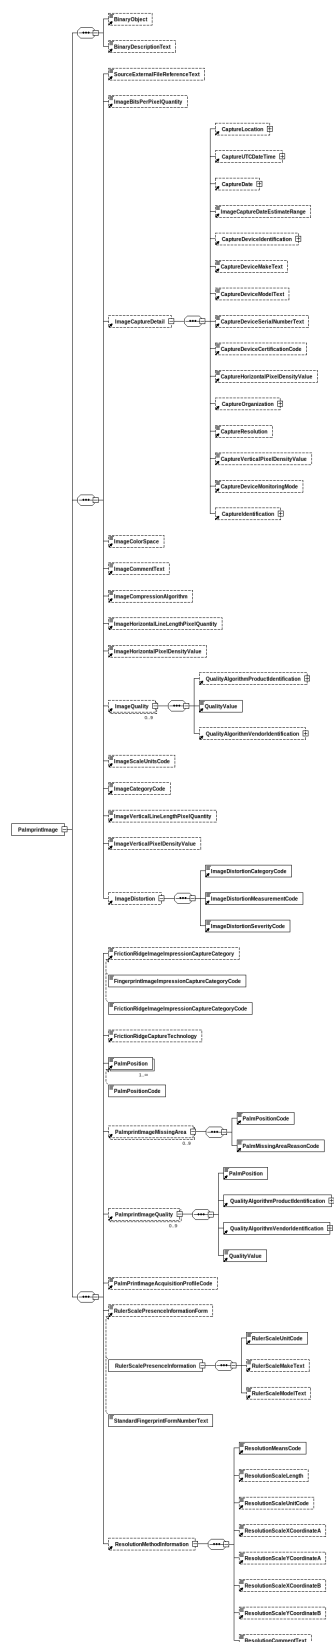 BinaryObject
BinaryDescriptionText
SourceExternalFileReferenceText
ImageBitsPerPixelQuantity
CaptureLocation
CaptureUTCDateTime
CaptureDate
ImageCaptureDateEstimateRange
CaptureDeviceIdentification
CaptureDeviceMakeText
CaptureDeviceModelText
ImageCaptureDetail
CaptureDeviceSerialNumberText
CaptureDeviceCertificationCode
CaptureHorizontalPixelDensityValue
CaptureOrganization
CaptureResolution
CaptureVerticalPixelDensityValue
CaptureDeviceMonitoringMode
CaptureIdentification
ImageColorSpace
ImageCommentText
ImageCompressionAlgorithm
ImageHorizontalLineLengthPixelQuantity
ImageHorizontalPixelDensityValue
QualityAlgorithmProductIdentification
ImageQuality
QualityValue
0..9
QualityAlgorithmVendorIdentification
ImageScaleUnitsCode
ImageCategoryCode
ImageVerticalLineLengthPixelQuantity
PalmprintImage
ImageVerticalPixelDensityValue
ImageDistortionCategoryCode
ImageDistortion
ImageDistortionMeasurementCode
ImageDistortionSeverityCode
FrictionRidgeImageImpressionCaptureCategory
FingerprintImageImpressionCaptureCategoryCode
FrictionRidgeImageImpressionCaptureCategoryCode
FrictionRidgeCaptureTechnology
PalmPosition
1..∞
PalmPositionCode
PalmPositionCode
PalmprintImageMissingArea
0..9
PalmMissingAreaReasonCode
PalmPosition
QualityAlgorithmProductIdentification
PalmprintImageQuality
0..9
QualityAlgorithmVendorIdentification
QualityValue
PalmPrintImageAcquisitionProfileCode
RulerScalePresenceInformationForm
RulerScaleUnitCode
RulerScalePresenceInformation
RulerScaleMakeText
RulerScaleModelText
StandardFingerprintFormNumberText
ResolutionMeansCode
ResolutionScaleLength
ResolutionScaleUnitCode
ResolutionScaleXCoordinateA
ResolutionMethodInformation
ResolutionScaleYCoordinateA
ResolutionScaleXCoordinateB
ResolutionScaleYCoordinateB
ResolutionCommentText